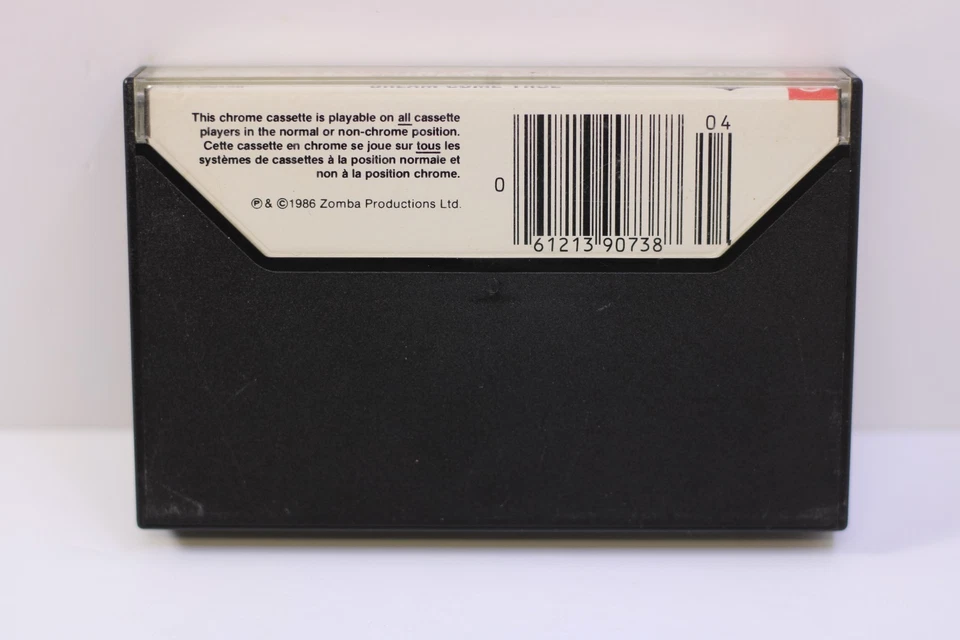 This chrome cassette is playable on all cassette
players in the normal or non-chrome position.
Cette cassette en chrome se joue sur tous les
systèmes de cassettes à la position normaie et
non à la position chrome.
℗ & ©1986 Zomba Productions Ltd.
04
0
61213 90738